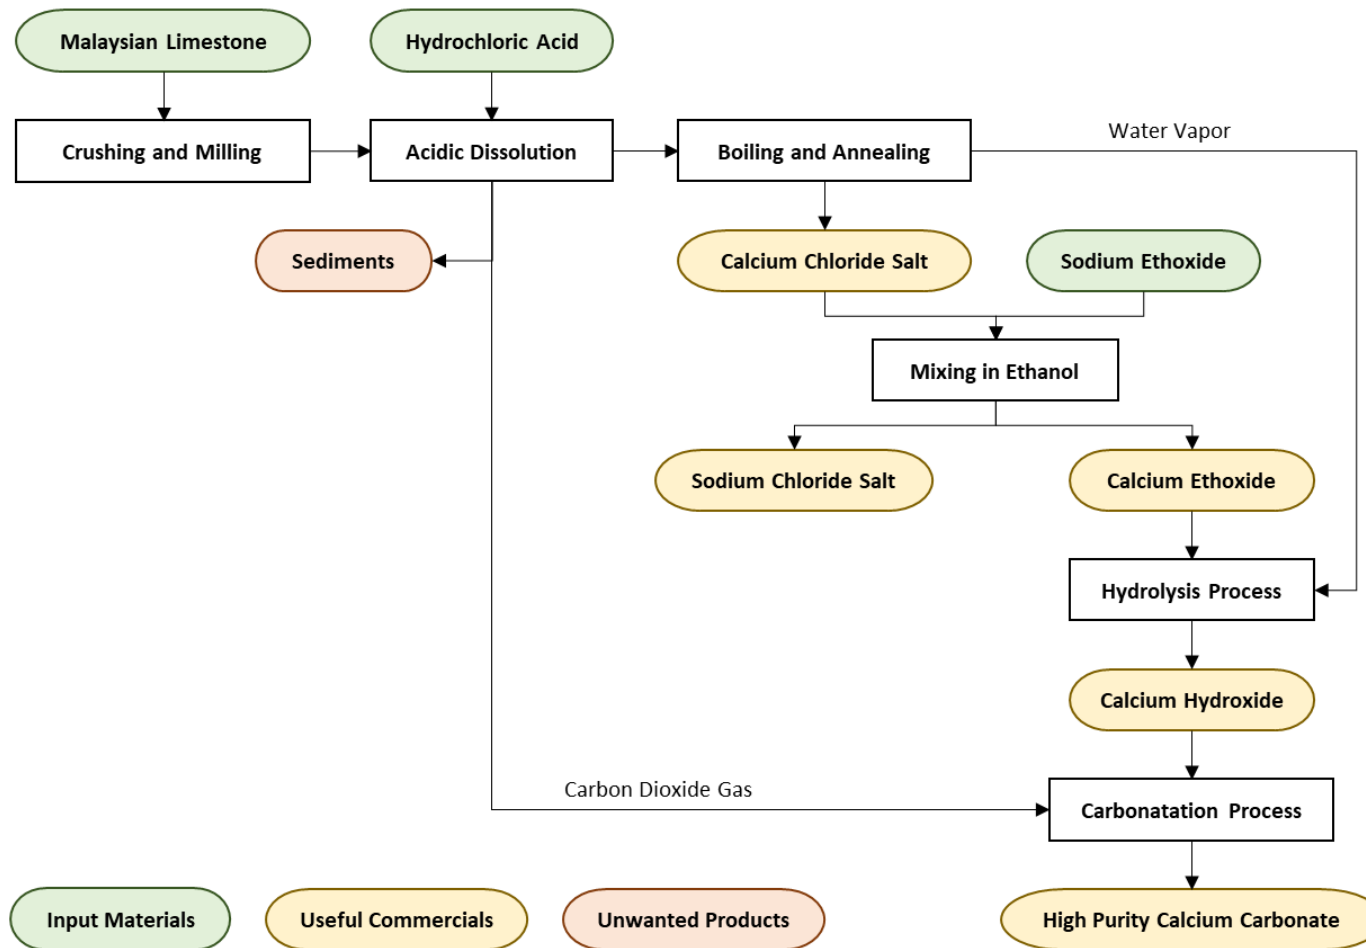 Malaysian Limestone
Hydrochloric Acid
Crushing and Milling
Acidic Dissolution
Boiling and Annealing
Water Vapor
Sediments
Calcium Chloride Salt
Sodium Ethoxide
Mixing in Ethanol
Sodium Chloride Salt
Calcium Ethoxide
Hydrolysis Process
Calcium Hydroxide
Carbon Dioxide Gas
Carbonatation Process
Input Materials
Useful Commercials
Unwanted Products
High Purity Calcium Carbonate